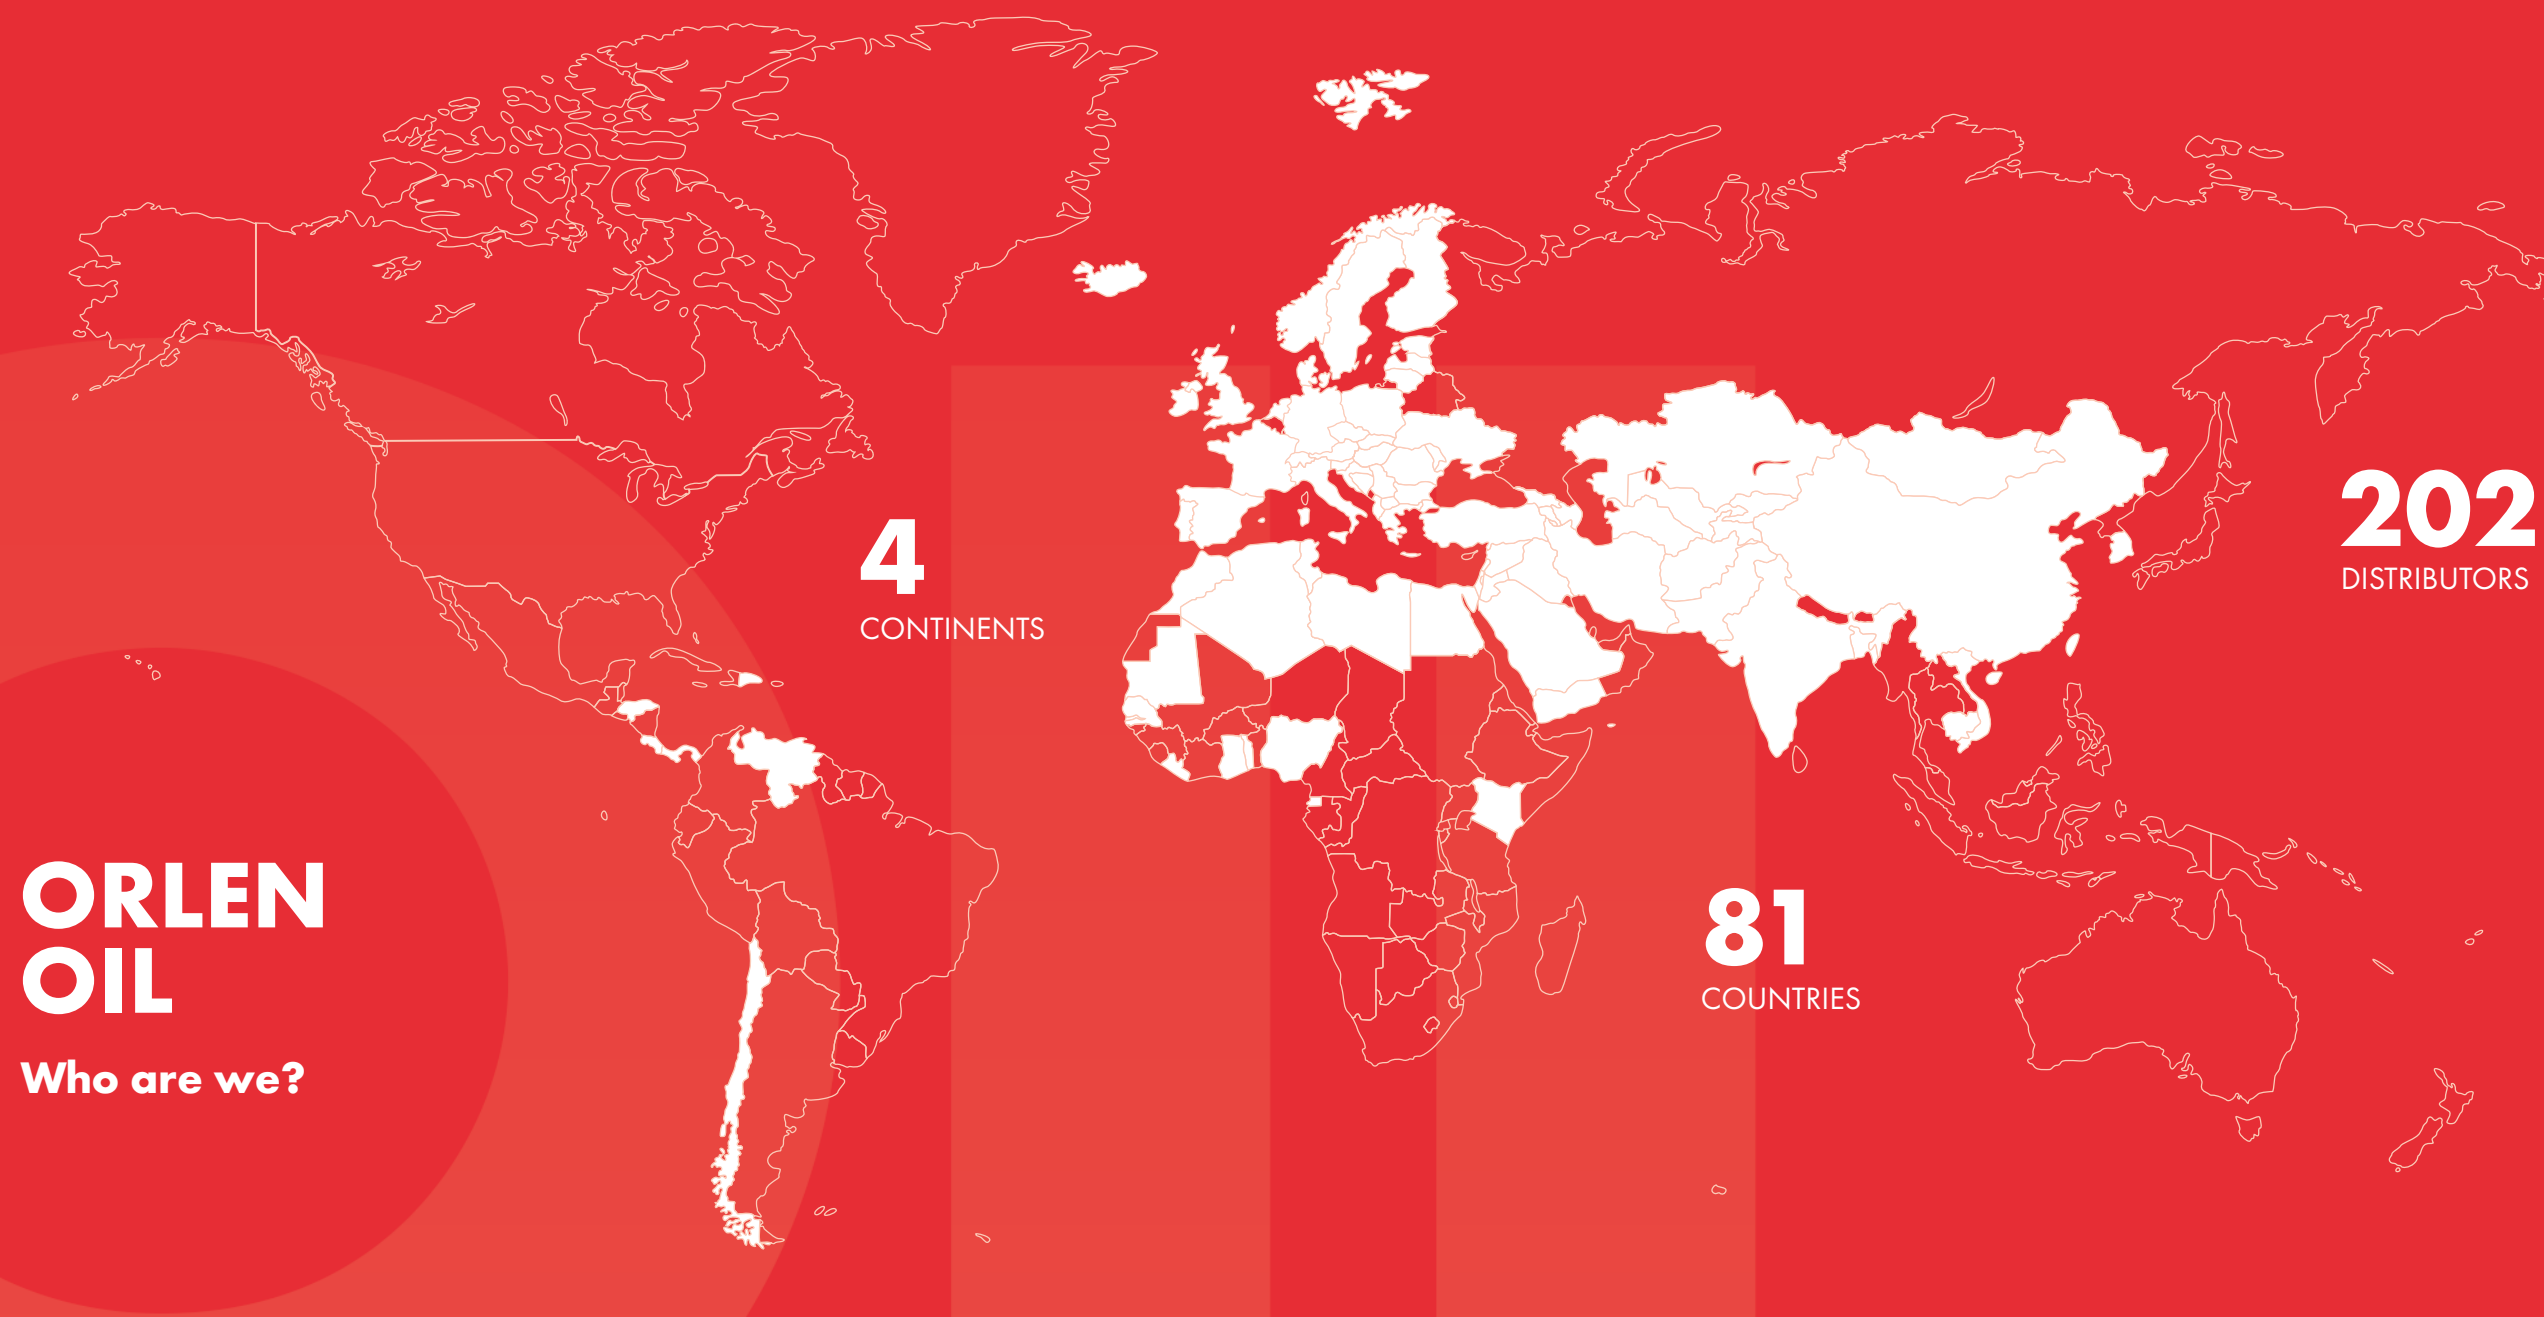 4
CONTINENTS
202
DISTRIBUTORS
81
COUNTRIES
ORLEN
OIL
Who are we?